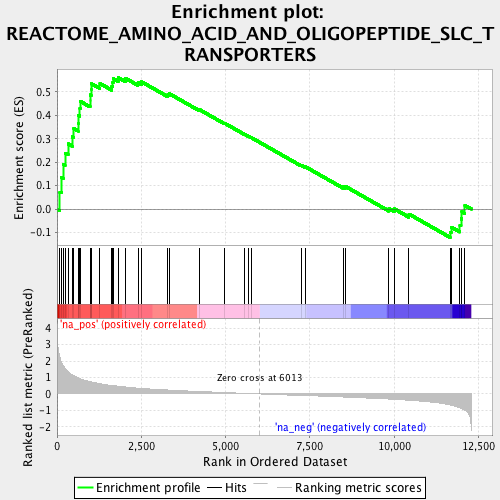 Enrichment plot:
REACTOME_AMINO_ACID_AND_OLIGOPEPTIDE_SLC_T
RANSPORTERS
Enrichment score (ES)
0.5
0.4
0.3
0.2
0.1
0.0
-0.1
'na_pos' (positively correlated)
Ranked list metric (PreRanked)
4
3
2
1
0
-1
-2
Zero cross at 6013
'na_neg' (negatively correlated)
0
2,500
5,000
7,500
10,000
12,500
Rank in Ordered Dataset
Enrichment profile
Hits
Ranking metric scores